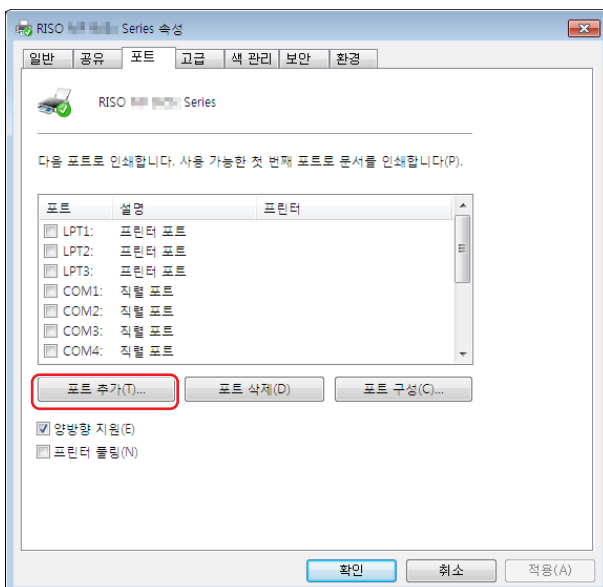 RISO Series 속성
일반 공유 포트 고급 색 관리 보안 환경
RISO Series
다음 포트로 인쇄합니다. 사용 가능한 첫 번째 포트로 문서를 인쇄합니다(P).
포트 설명 프린터
LPT1: 프린터 포트
LPT2: 프린터 포트
LPT3: 프린터 포트
COM1: 직렬 포트
COM2: 직렬 포트
COM3: 직렬 포트
COM4: 직렬 포트
포트 추가(T)... 포트 삭제(D) 포트 구성(C)...
양방향 지원(E)
프린터 풀링(N)
확인 취소 적용(A)